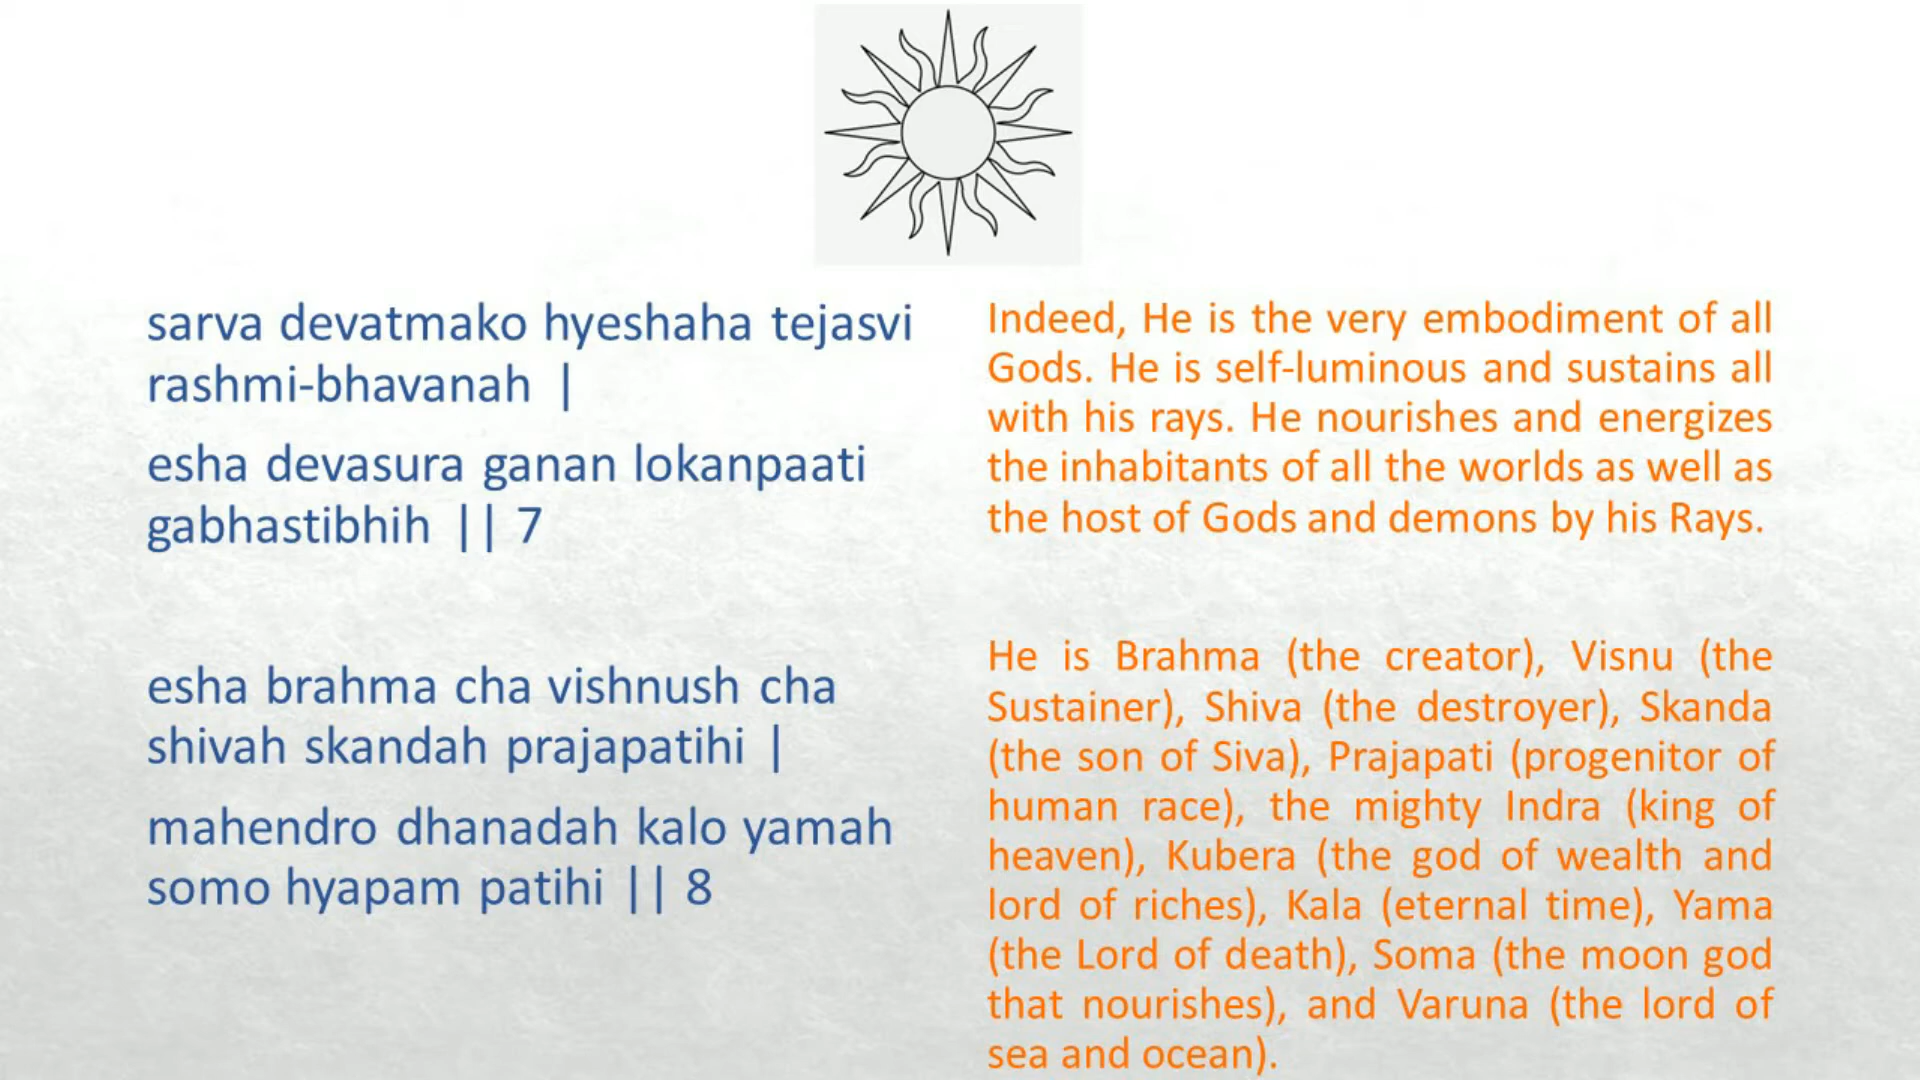 sarva devatmako hyeshaha tejasvi
rashmi-bhavanah |
esha devasura ganan lokanpaati
gabhastibhih || 7
esha brahma cha vishnush cha
shivah skandah prajapatihi |
mahendro dhanadah kalo yamah
somo hyapam patihi || 8
Indeed, He is the very embodiment of all
Gods. He is self-luminous and sustains all
with his rays. He nourishes and energizes
the inhabitants of all the worlds as well as
the host of Gods and demons by his Rays.
He is Brahma (the creator), Visnu (the
Sustainer), Shiva (the destroyer), Skanda
(the son of Siva), Prajapati (progenitor of
human race), the mighty Indra (king of
heaven), Kubera (the god of wealth and
lord of riches), Kala (eternal time), Yama
(the Lord of death), Soma (the moon god
that nourishes), and Varuna (the lord of
sea and ocean).